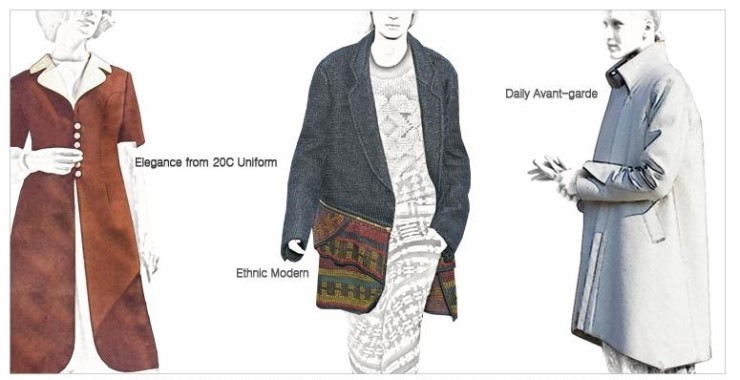 Daily Avant-garde
Elegance from 20C Uniform
Ethnic Modern